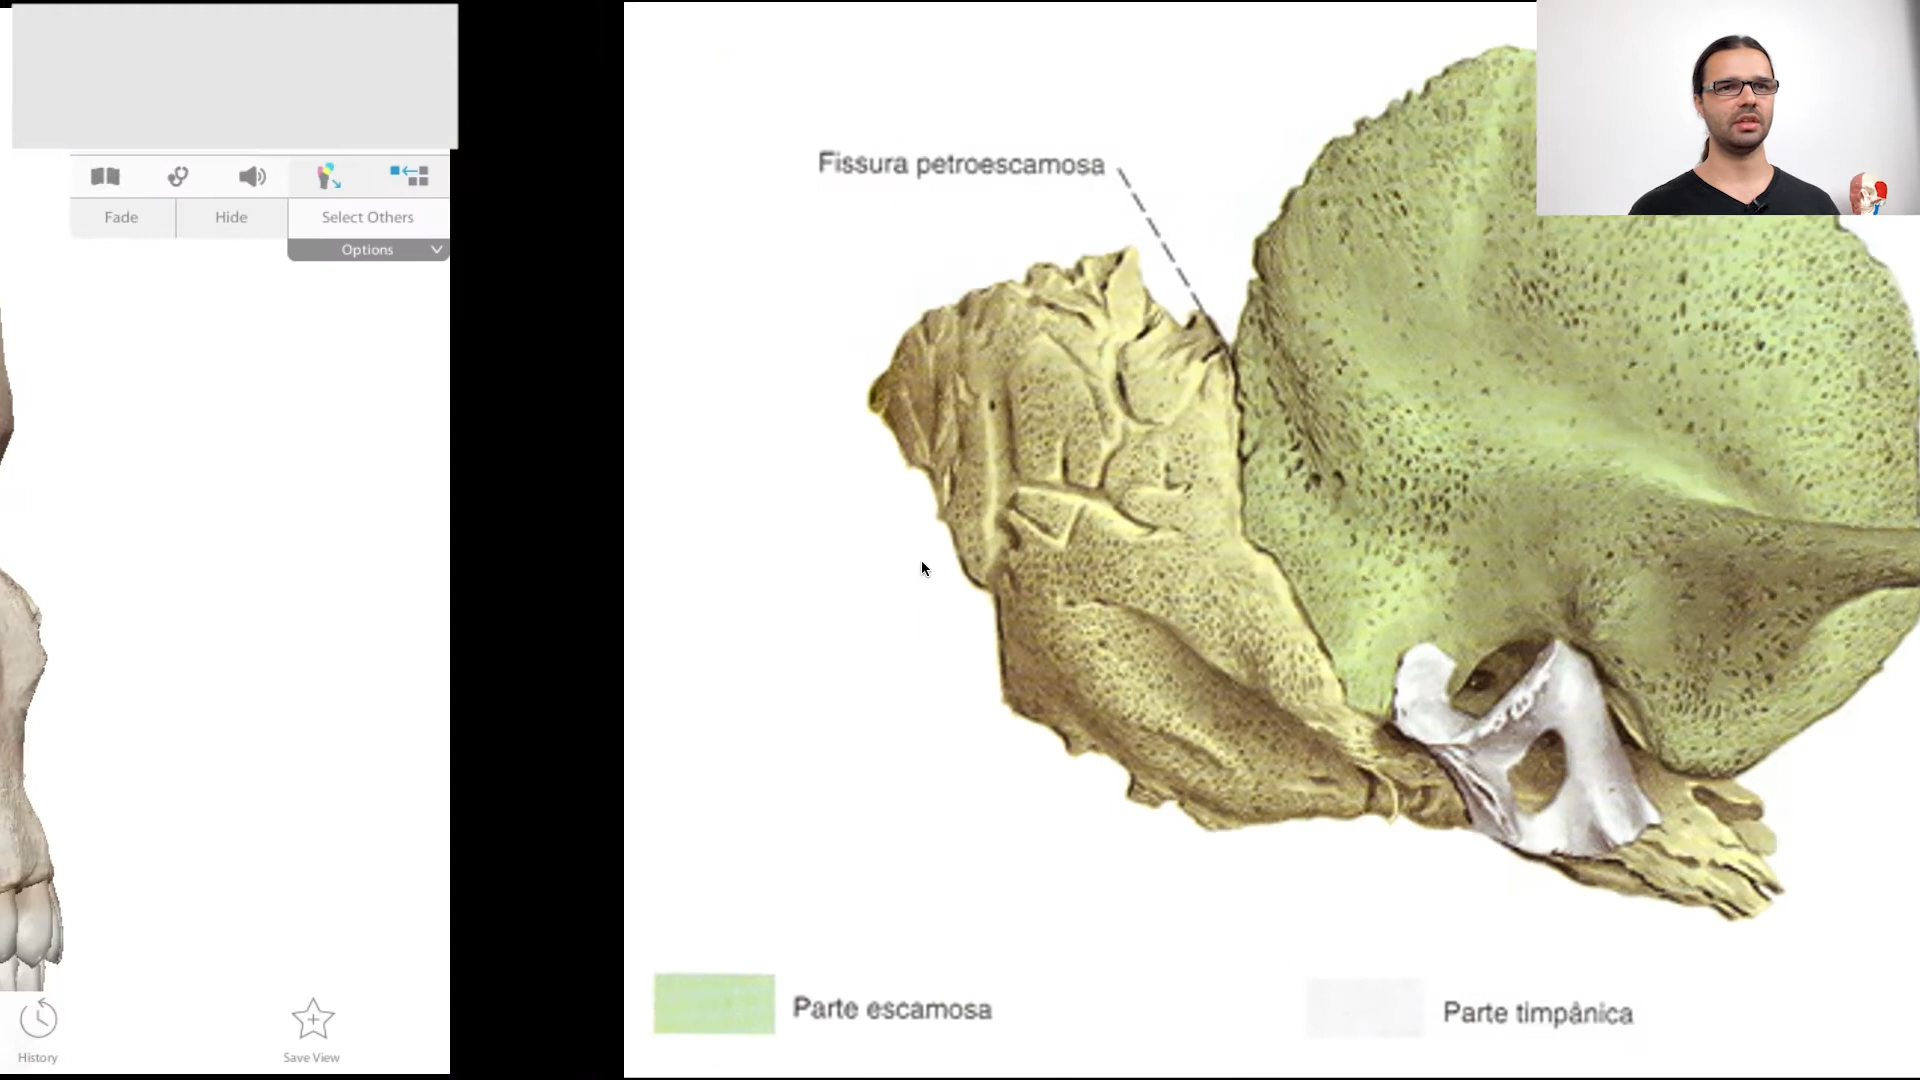 Fade
Hide
Select Others
Options
Fissura petroescamosa
Parte escamosa
Parte timpânica
History
Save View